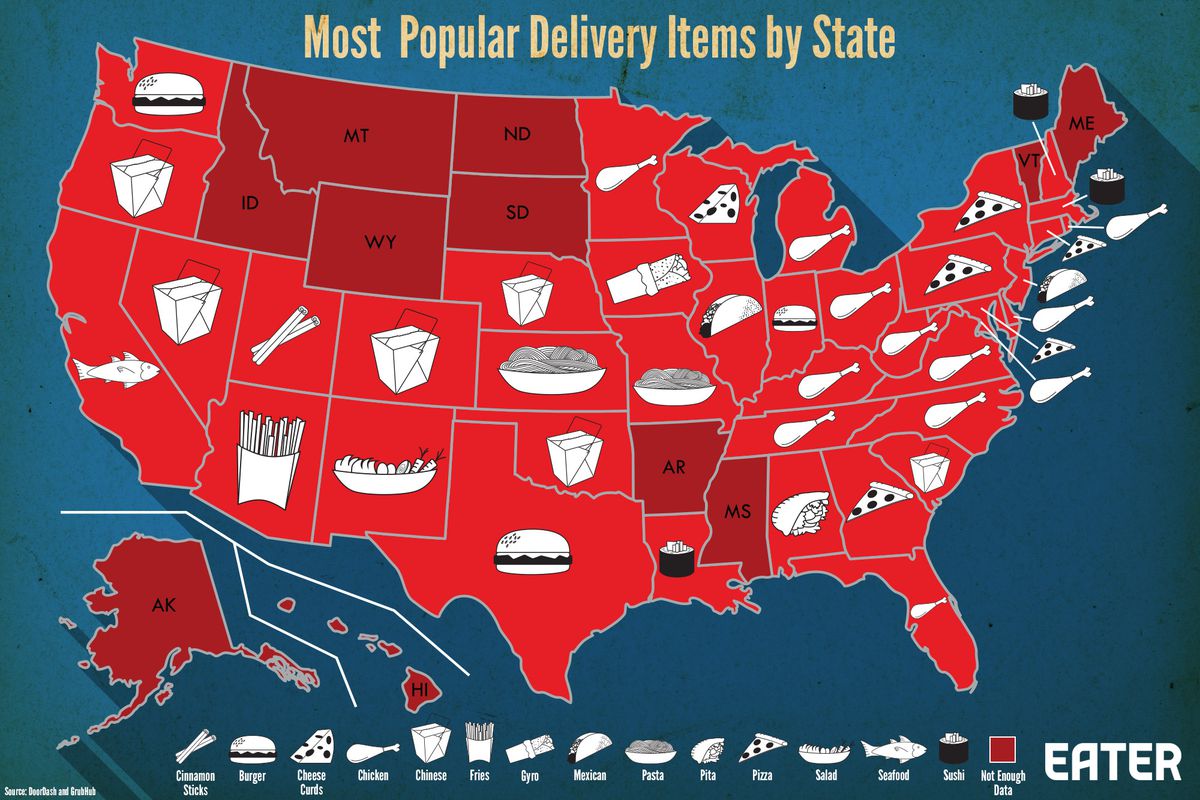 Most Popular Delivery Items by State
MT
ND
ME
VT
ID
SD
WY
AR
MS
AK
HI
Cinnamon
Sticks
Burger
Cheese
Curds
Chicken
Chinese
Fries
Gyro
Mexican
Pasta
Pita
Pizza
Salad
Seafood
Sushi
Not Enough
Data
EATER
Source: DoorDash and GrubHub